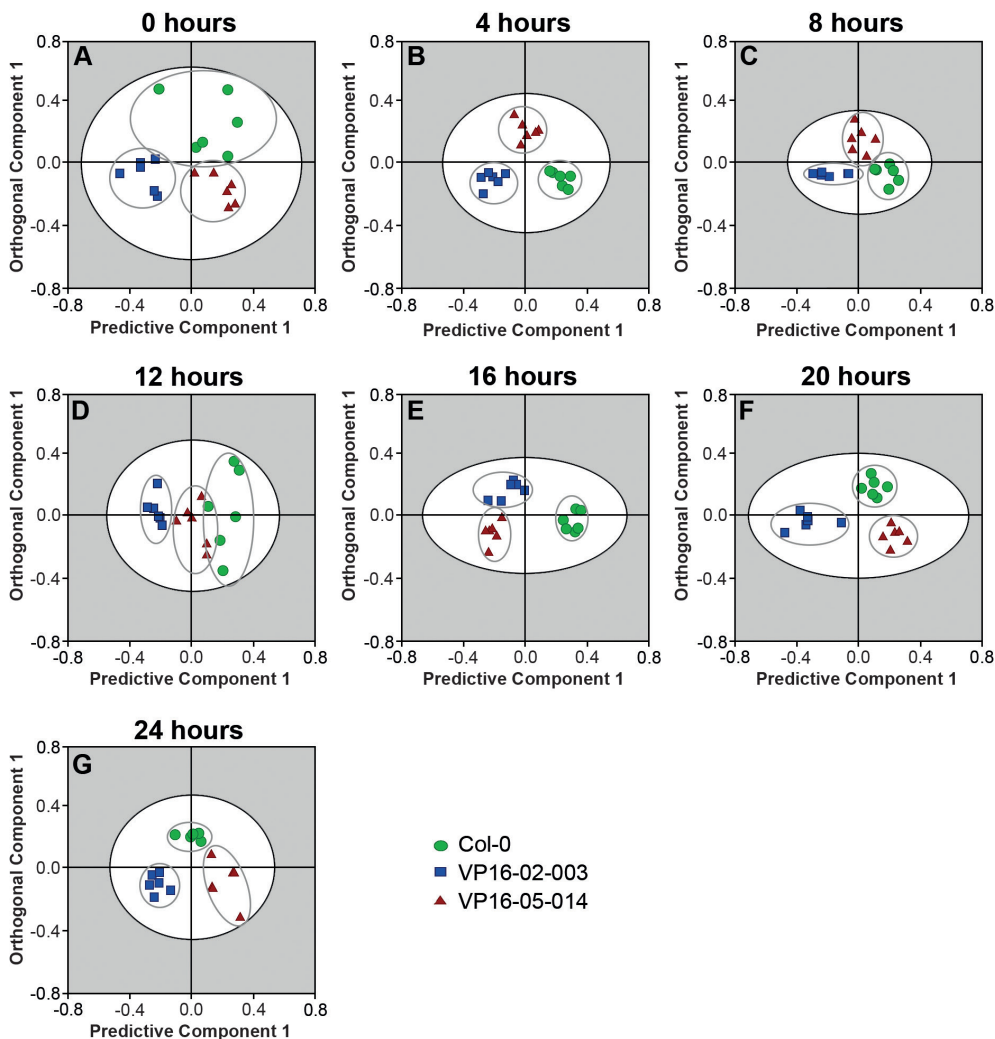 0 hours
A
Orthogonal Component 1
0.8
0.4
0.0
-0.4
-0.8
-0.8 -0.4 0.0 0.4 0.8
Predictive Component 1
4 hours
B
Orthogonal Component 1
0.8
0.4
0.0
-0.4
-0.8
-0.8 -0.4 0.0 0.4 0.8
Predictive Component 1
8 hours
C
Orthogonal Component 1
0.8
0.4
0.0
-0.4
-0.8
-0.8 -0.4 0.0 0.4 0.8
Predictive Component 1
12 hours
D
Orthogonal Component 1
0.8
0.4
0.0
-0.4
-0.8
-0.8 -0.4 0.0 0.4 0.8
Predictive Component 1
16 hours
E
Orthogonal Component 1
0.8
0.4
0.0
-0.4
-0.8
-0.8 -0.4 0.0 0.4 0.8
Predictive Component 1
20 hours
F
Orthogonal Component 1
0.8
0.4
0.0
-0.4
-0.8
-0.8 -0.4 0.0 0.4 0.8
Predictive Component 1
24 hours
G
Orthogonal Component 1
0.8
0.4
0.0
-0.4
-0.8
-0.8 -0.4 0.0 0.4 0.8
Predictive Component 1
Col-0
VP16-02-003
VP16-05-014